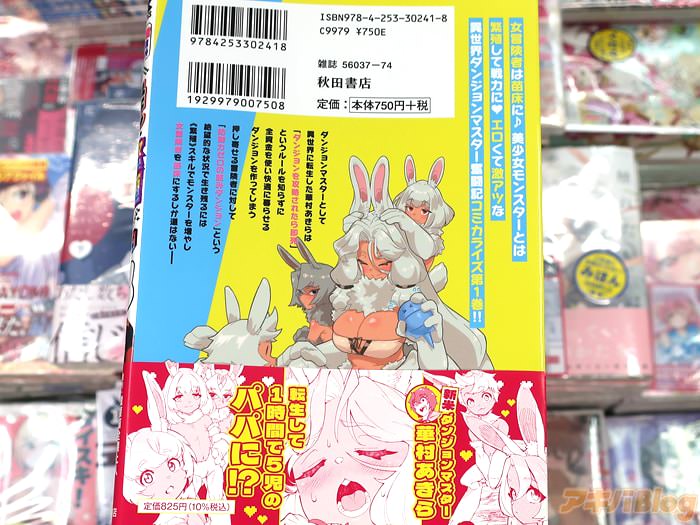 ISBN978-4-253-30241-8
C9979 ¥750E
9784253302418
雑誌 56037-74
秋田書店
1929979007508
定価：本体750円+税
女冒険者は苗床に♪ 美少女モンスターとは
繁殖して戦力に♥ エロくて激アツな
異世界ダンジョンマスター奮闘記コミカライズ第1巻!!
ダンジョンマスターとして
異世界に転生した華村あきらは
「ダンジョンを攻略されたら即死」
というルールを知らずに
全資金を使い快適に暮らせる
ダンジョンを作ってしまう
押し寄せる冒険者に対して
「防衛力ゼロの観光ダンジョン」という
絶望的な状況で生き残るには
《繁殖》スキルでモンスターを増やし
女冒険者を苗床にするしか道はない――
新米ダンジョンマスター
華村あきら
転生して
1時間で5児の
パパに!?
定価825円(10%税込)
みほん
アキバBlog